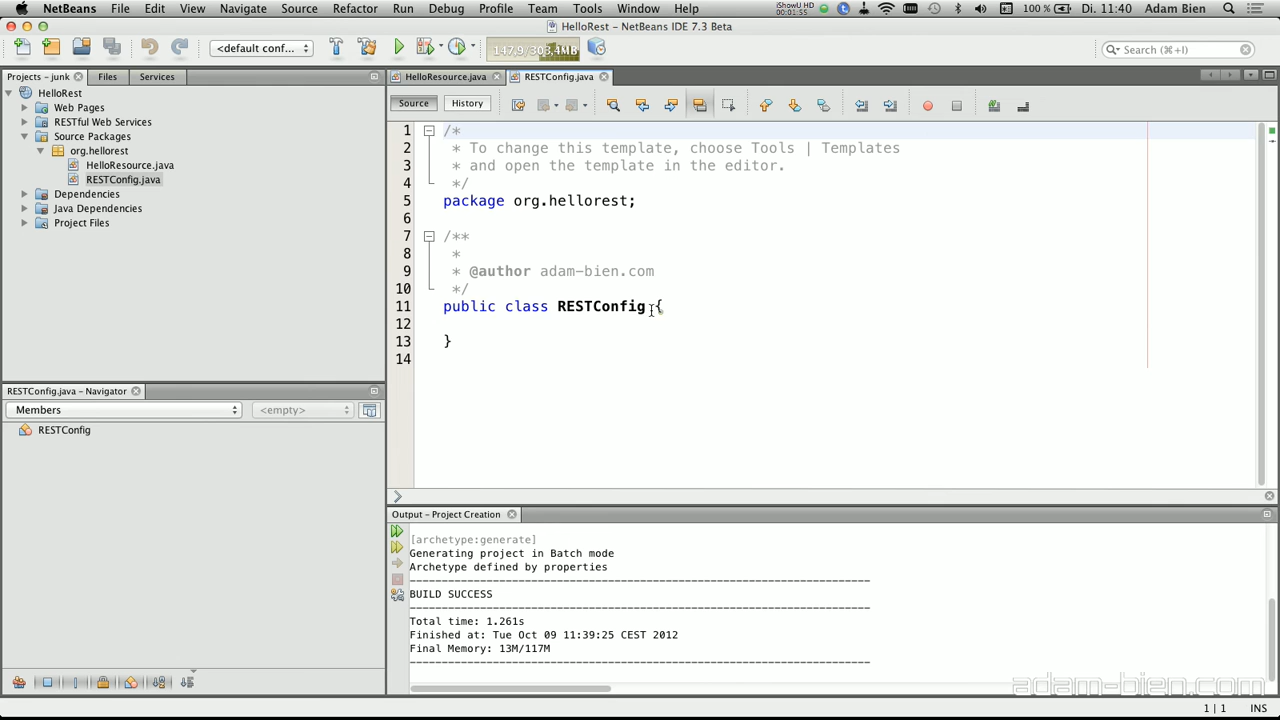 NetBeans File Edit View Navigate Source Refactor Run Debug Profile Team Tools Window Help iShowU HD 00:01:55 100 % Di. 11:40 Adam Bien
HelloRest – NetBeans IDE 7.3 Beta
<default conf... 147,9/303,4MB Search (⌘+I)
Projects – junk Files Services
HelloRest
Web Pages
RESTful Web Services
Source Packages
org.hellorest
HelloResource.java
RESTConfig.java
Dependencies
Java Dependencies
Project Files
RESTConfig.java – Navigator
Members <empty>
RESTConfig
HelloResource.java RESTConfig.java
Source History
1 /*
2 * To change this template, choose Tools | Templates
3 * and open the template in the editor.
4 */
5 package org.hellorest;
6
7 /**
8 *
9 * @author adam-bien.com
10 */
11 public class RESTConfig {
12
13 }
14
Output – Project Creation
[archetype:generate]
Generating project in Batch mode
Archetype defined by properties
------------------------------------------------------------------------
BUILD SUCCESS
------------------------------------------------------------------------
Total time: 1.261s
Finished at: Tue Oct 09 11:39:25 CEST 2012
Final Memory: 13M/117M
------------------------------------------------------------------------
adam-bien.com
1 | 1 INS